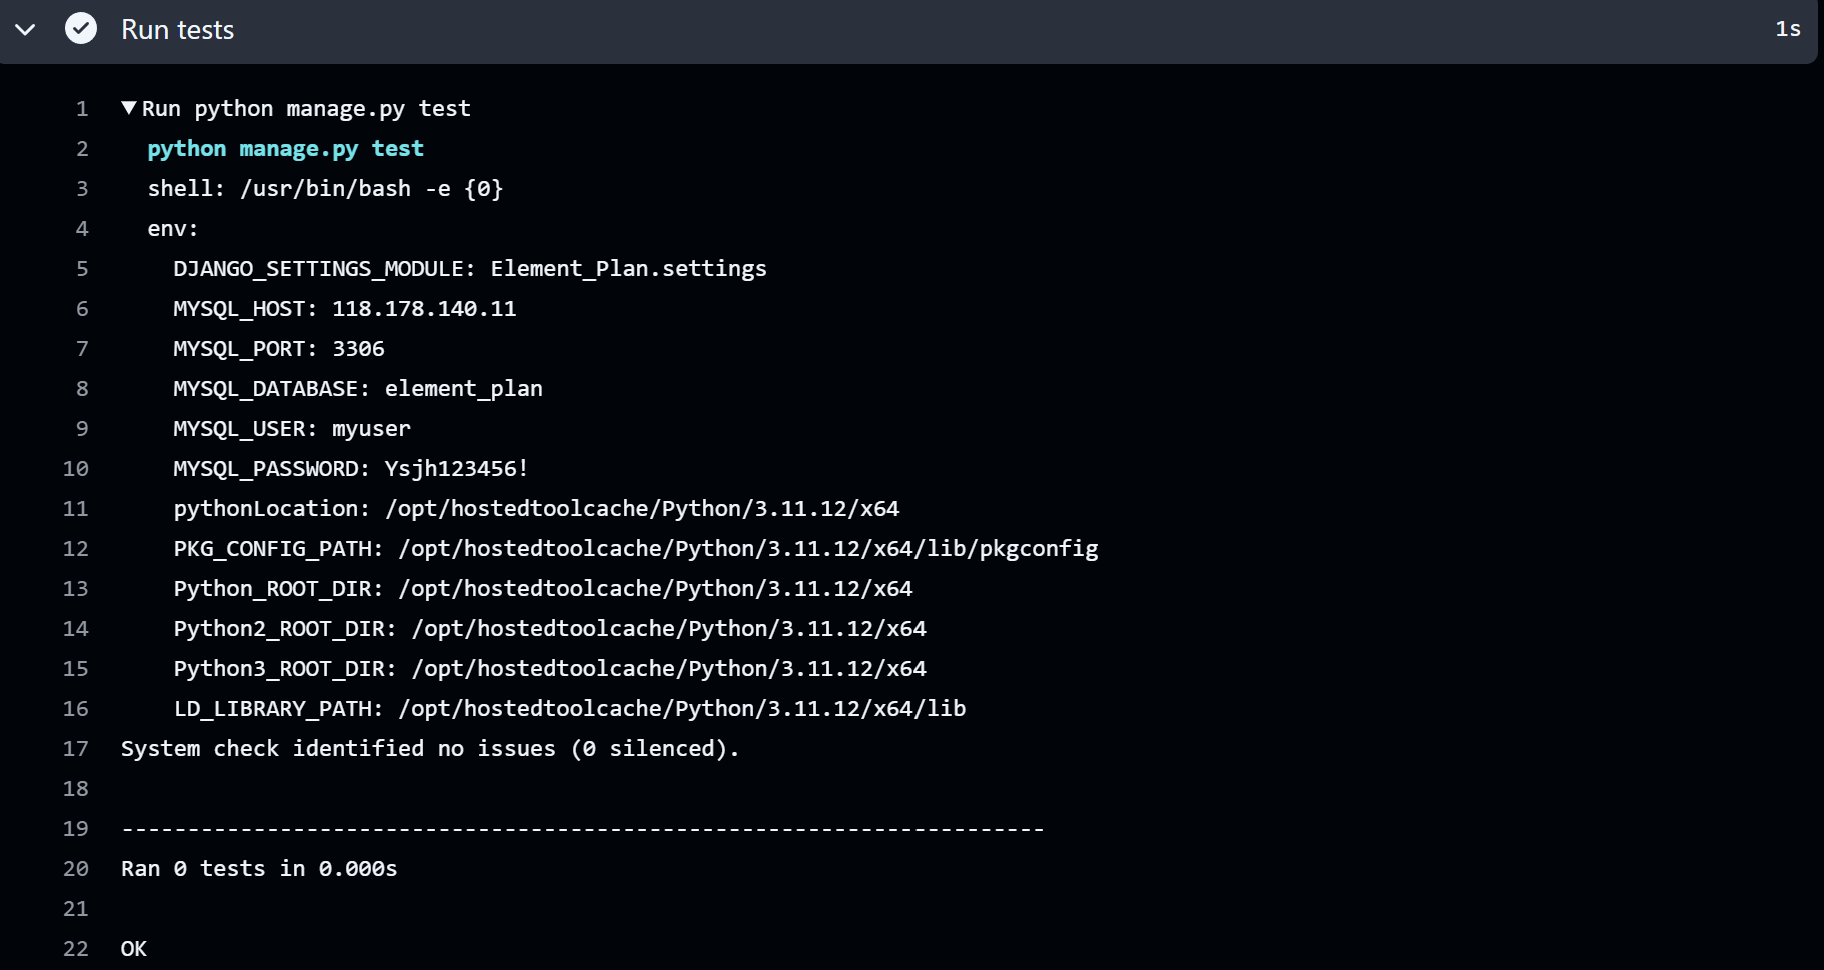 Run tests
1s
1 ▼ Run python manage.py test
2 python manage.py test
3 shell: /usr/bin/bash -e {0}
4 env:
5 DJANGO_SETTINGS_MODULE: Element_Plan.settings
6 MYSQL_HOST: 118.178.140.11
7 MYSQL_PORT: 3306
8 MYSQL_DATABASE: element_plan
9 MYSQL_USER: myuser
10 MYSQL_PASSWORD: Ysjh123456!
11 pythonLocation: /opt/hostedtoolcache/Python/3.11.12/x64
12 PKG_CONFIG_PATH: /opt/hostedtoolcache/Python/3.11.12/x64/lib/pkgconfig
13 Python_ROOT_DIR: /opt/hostedtoolcache/Python/3.11.12/x64
14 Python2_ROOT_DIR: /opt/hostedtoolcache/Python/3.11.12/x64
15 Python3_ROOT_DIR: /opt/hostedtoolcache/Python/3.11.12/x64
16 LD_LIBRARY_PATH: /opt/hostedtoolcache/Python/3.11.12/x64/lib
17 System check identified no issues (0 silenced).
18
19 ----------------------------------------------------------------------
20 Ran 0 tests in 0.000s
21
22 OK